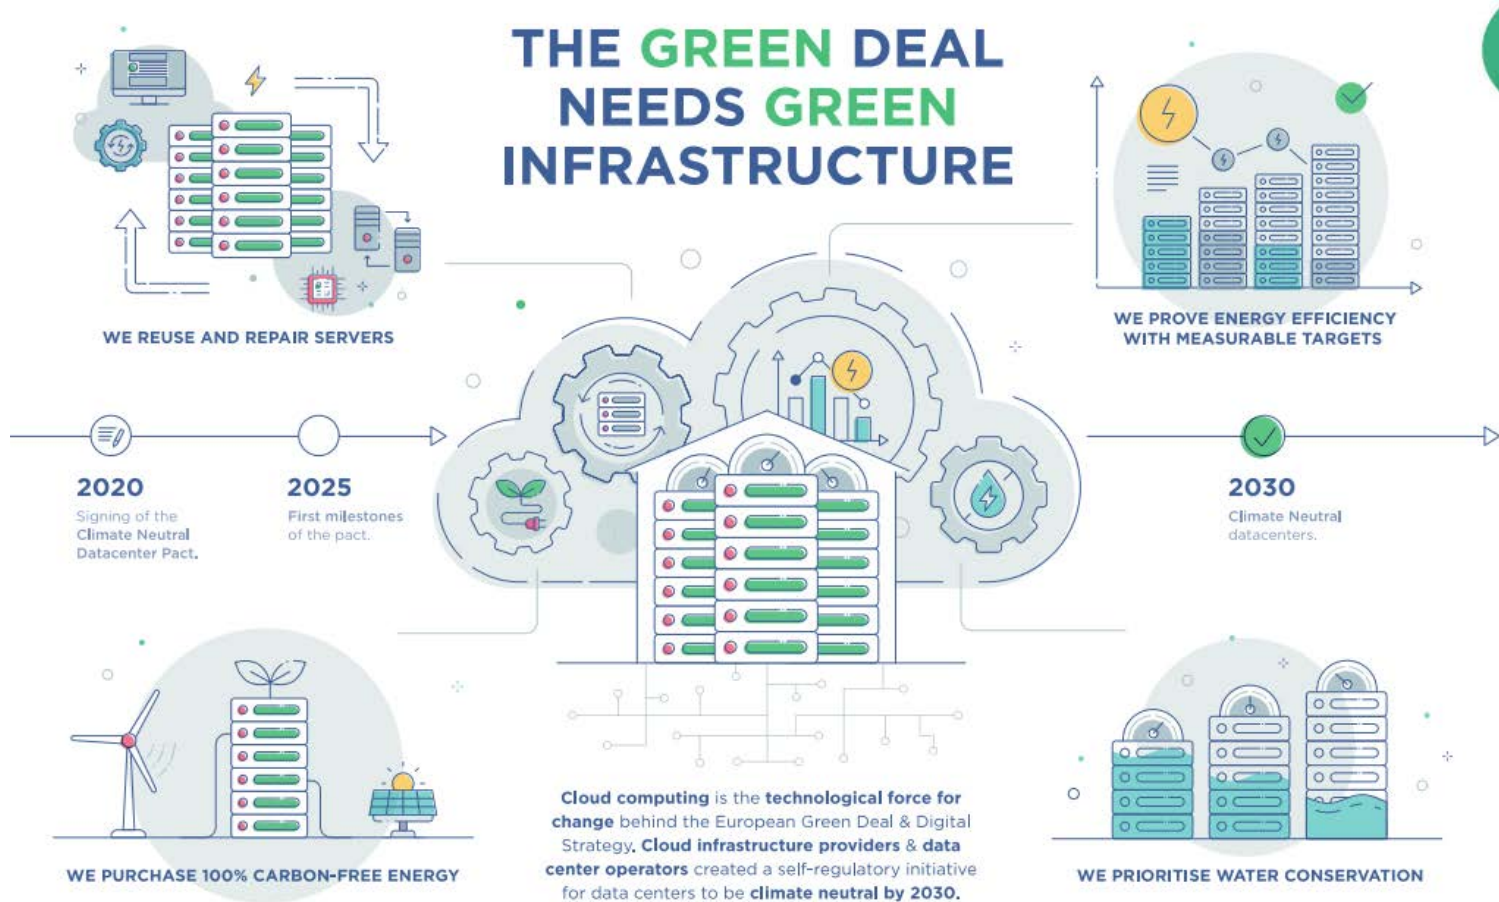 THE GREEN DEAL
NEEDS GREEN
INFRASTRUCTURE
WE REUSE AND REPAIR SERVERS
WE PROVE ENERGY EFFICIENCY
WITH MEASURABLE TARGETS
2020
Signing of the
Climate Neutral
Datacenter Pact.
2025
First milestones
of the pact.
2030
Climate Neutral
datacenters.
WE PURCHASE 100% CARBON-FREE ENERGY
Cloud computing is the technological force for
change behind the European Green Deal & Digital
Strategy. Cloud infrastructure providers & data
center operators created a self-regulatory initiative
for data centers to be climate neutral by 2030.
WE PRIORITISE WATER CONSERVATION